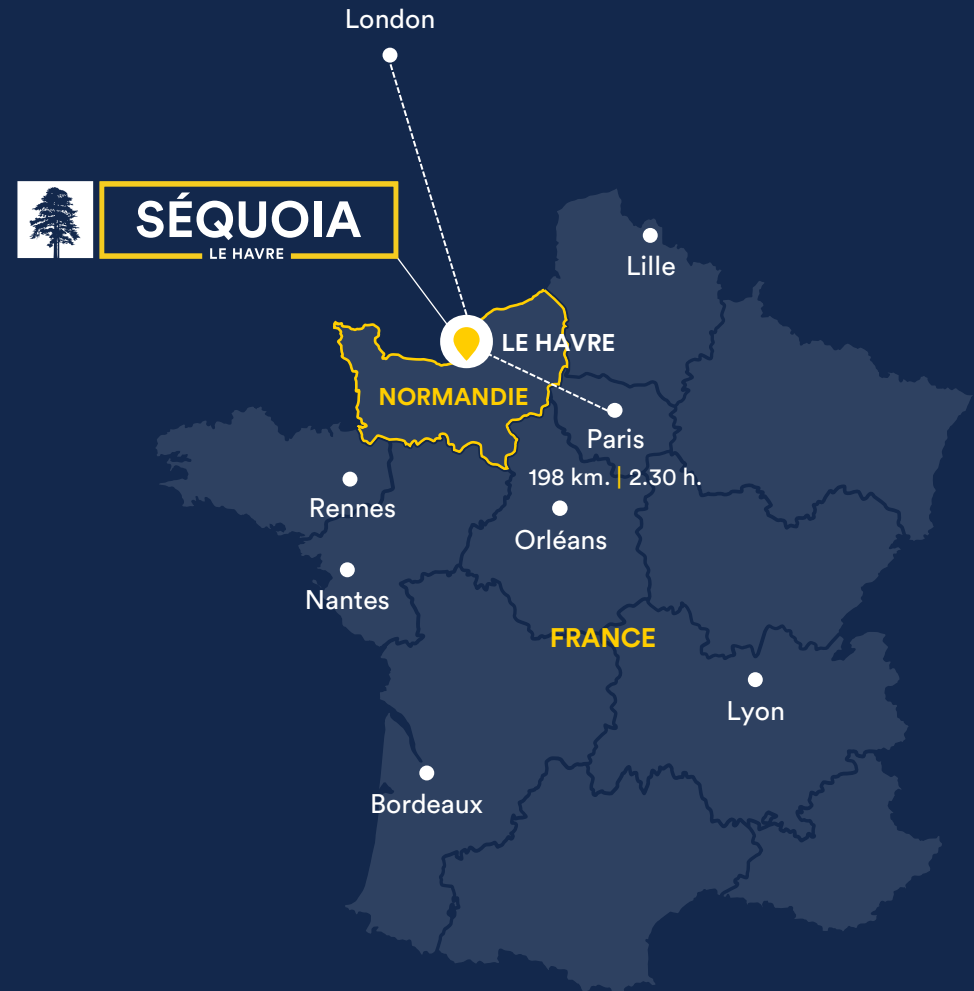 London
SÉQUOIA
LE HAVRE
Lille
LE HAVRE
NORMANDIE
Paris
198 km. | 2.30 h.
Rennes
Orléans
Nantes
FRANCE
Lyon
Bordeaux